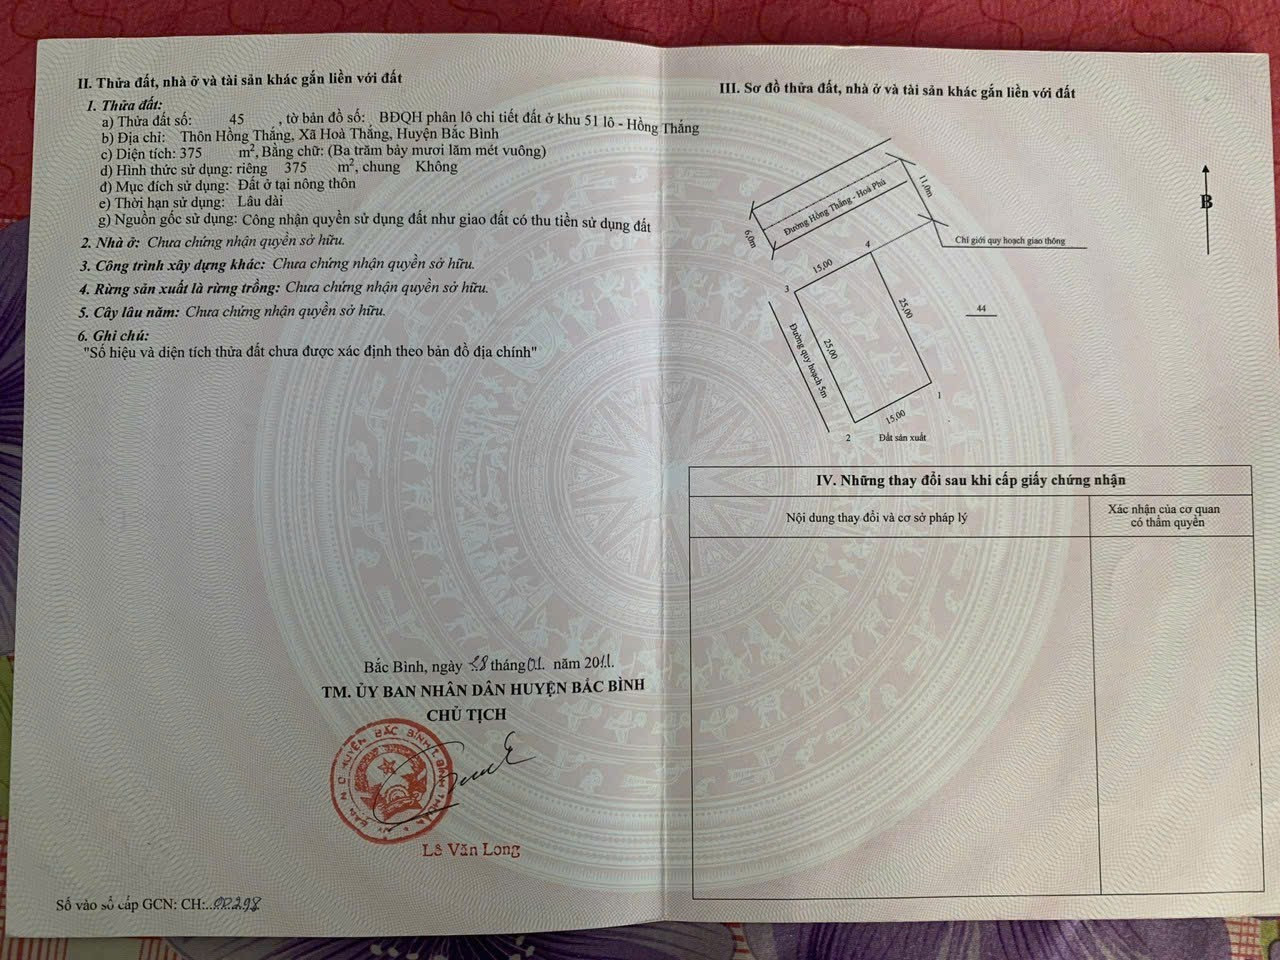 II. Thửa đất, nhà ở và tài sản khác gắn liền với đất
1. Thửa đất:
a) Thửa đất số: 45 , tờ bản đồ số: BĐQH phân lô chi tiết đất ở khu 51 lô - Hồng Thắng
b) Địa chỉ: Thôn Hồng Thắng, Xã Hoà Thắng, Huyện Bắc Bình
c) Diện tích: 375 m², Bằng chữ: (Ba trăm bảy mươi lăm mét vuông)
d) Hình thức sử dụng: riêng 375 m², chung Không
đ) Mục đích sử dụng: Đất ở tại nông thôn
e) Thời hạn sử dụng: Lâu dài
g) Nguồn gốc sử dụng: Công nhận quyền sử dụng đất như giao đất có thu tiền sử dụng đất
2. Nhà ở: Chưa chứng nhận quyền sở hữu.
3. Công trình xây dựng khác: Chưa chứng nhận quyền sở hữu.
4. Rừng sản xuất là rừng trồng: Chưa chứng nhận quyền sở hữu.
5. Cây lâu năm: Chưa chứng nhận quyền sở hữu.
6. Ghi chú:
"Số hiệu và diện tích thửa đất chưa được xác định theo bản đồ địa chính"
Bắc Bình, ngày 28 tháng 01. năm 2011.
TM. ỦY BAN NHÂN DÂN HUYỆN BẮC BÌNH
CHỦ TỊCH
Lê Văn Long
Số vào sổ cấp GCN: CH:..00298
III. Sơ đồ thửa đất, nhà ở và tài sản khác gắn liền với đất
Đường Hồng Thắng - Hoà Phú
11,0m
6,0m
B
Chỉ giới quy hoạch giao thông
4
15,00
3
25,00
44
Đường quy hoạch 5m
25,00
1
15,00
2
Đất sản xuất
IV. Những thay đổi sau khi cấp giấy chứng nhận
Nội dung thay đổi và cơ sở pháp lý
Xác nhận của cơ quan
có thẩm quyền